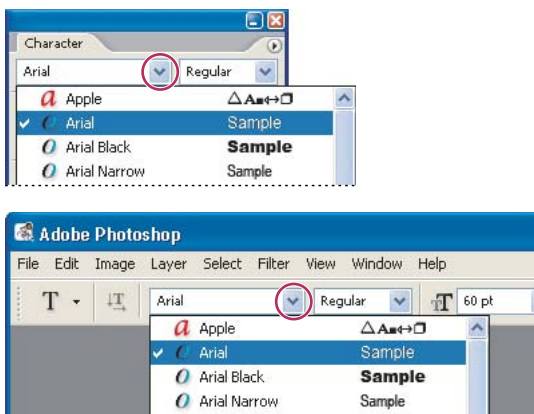 Character
Arial Regular
a Apple △A■↔❐
✓ O Arial Sample
O Arial Black Sample
O Arial Narrow Sample
Adobe Photoshop
File Edit Image Layer Select Filter View Window Help
T T Arial Regular T 60 pt
a Apple △A■↔❐
✓ O Arial Sample
O Arial Black Sample
O Arial Narrow Sample